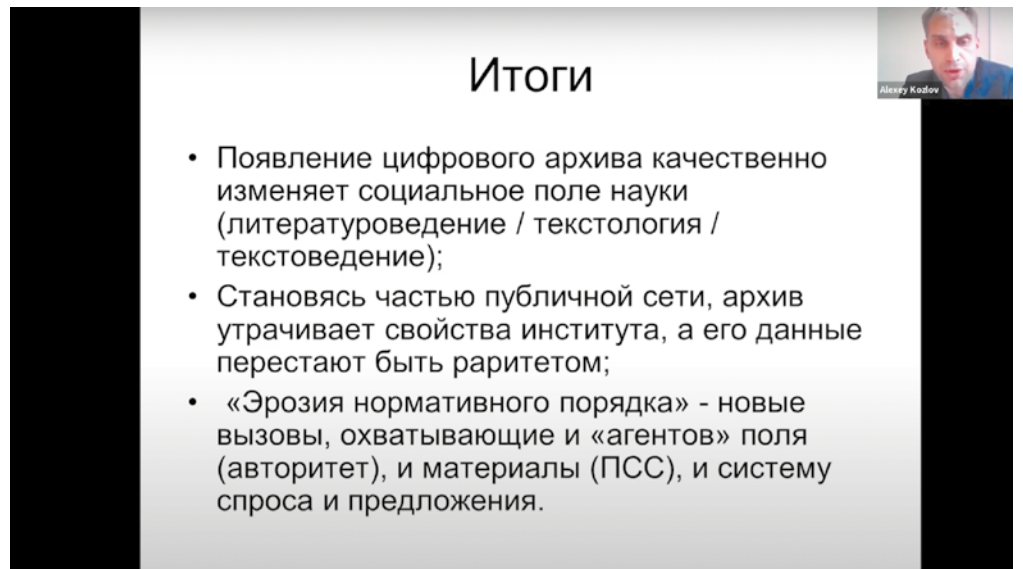 Итоги
Alexey Kozlov
• Появление цифрового архива качественно
изменяет социальное поле науки
(литературоведение / текстология /
текстоведение);
• Становясь частью публичной сети, архив
утрачивает свойства института, а его данные
перестают быть раритетом;
• «Эрозия нормативного порядка» - новые
вызовы, охватывающие и «агентов» поля
(авторитет), и материалы (ПСС), и систему
спроса и предложения.